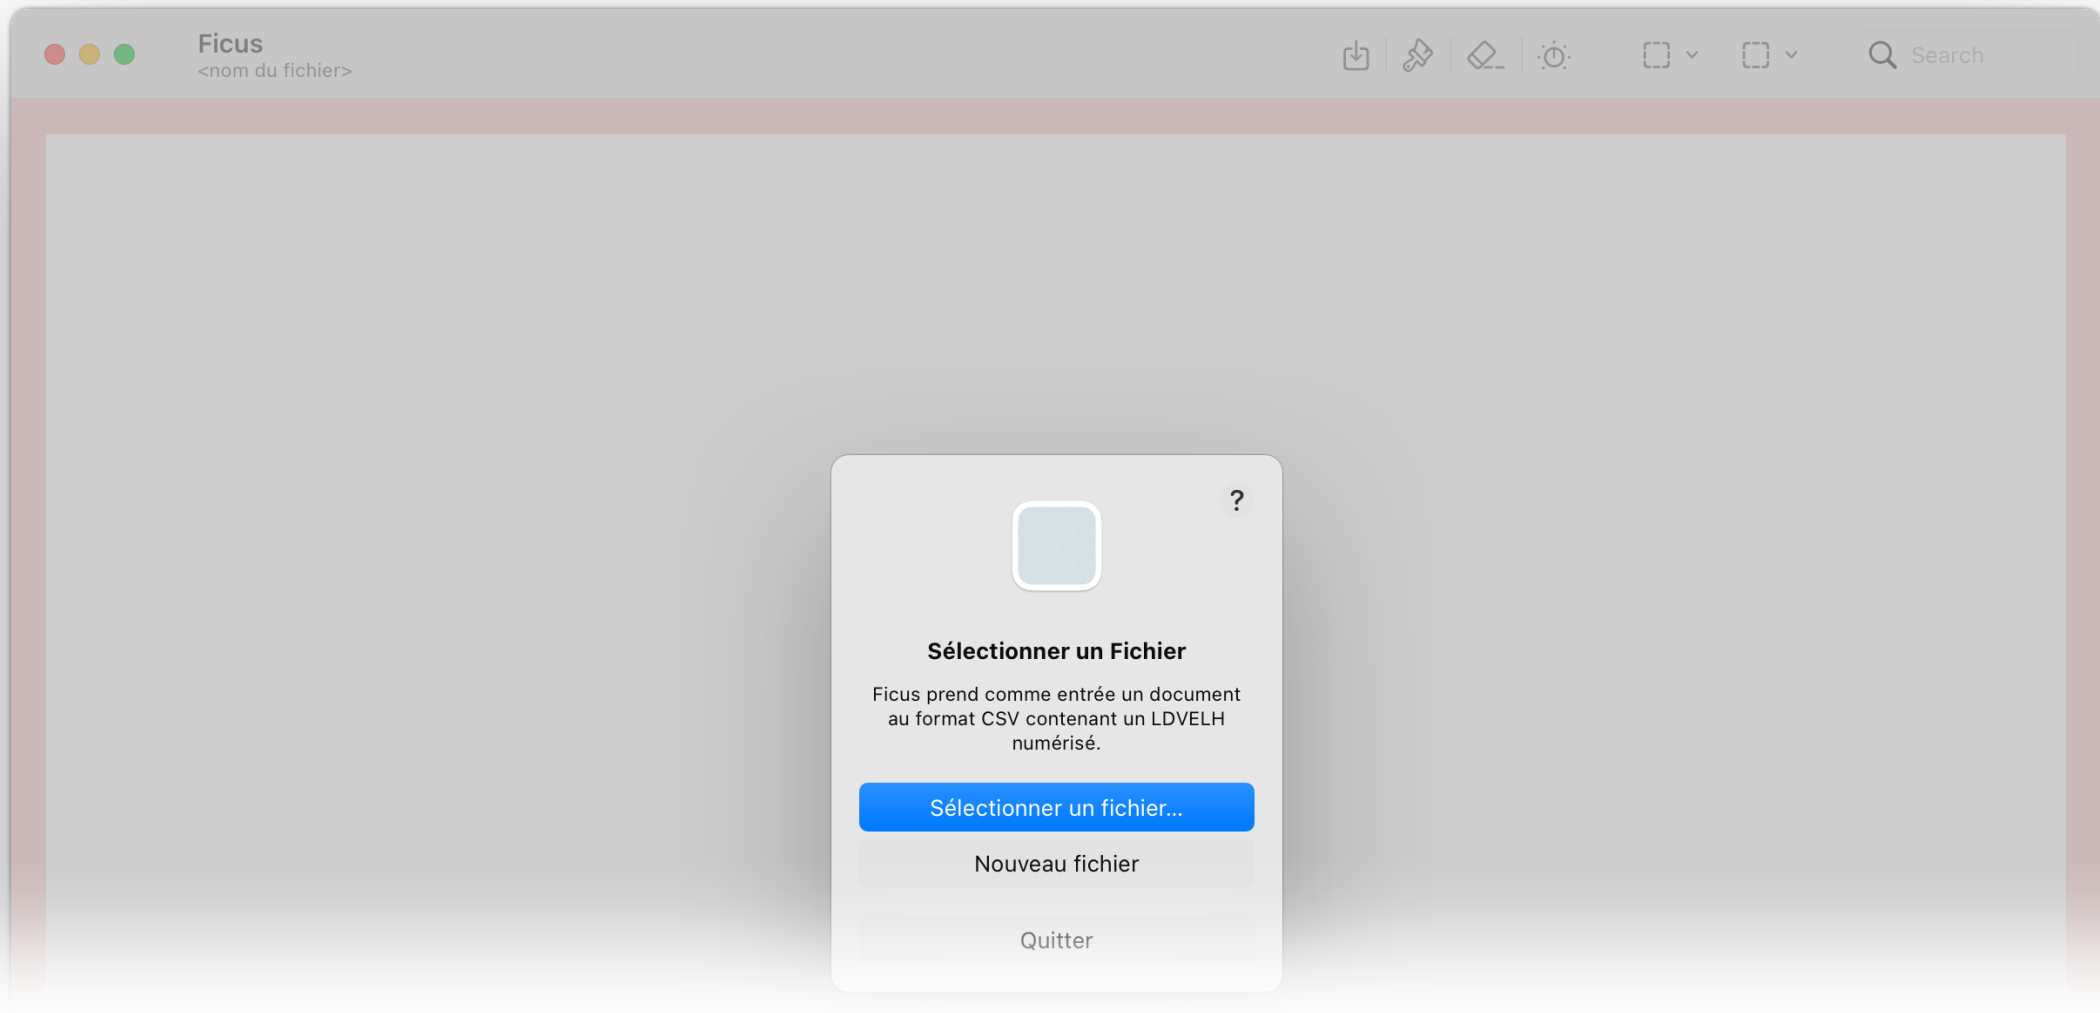 Ficus
<nom du fichier>
Search
?
Sélectionner un Fichier
Ficus prend comme entrée un document
au format CSV contenant un LDVELH
numérisé.
Sélectionner un fichier...
Nouveau fichier
Quitter